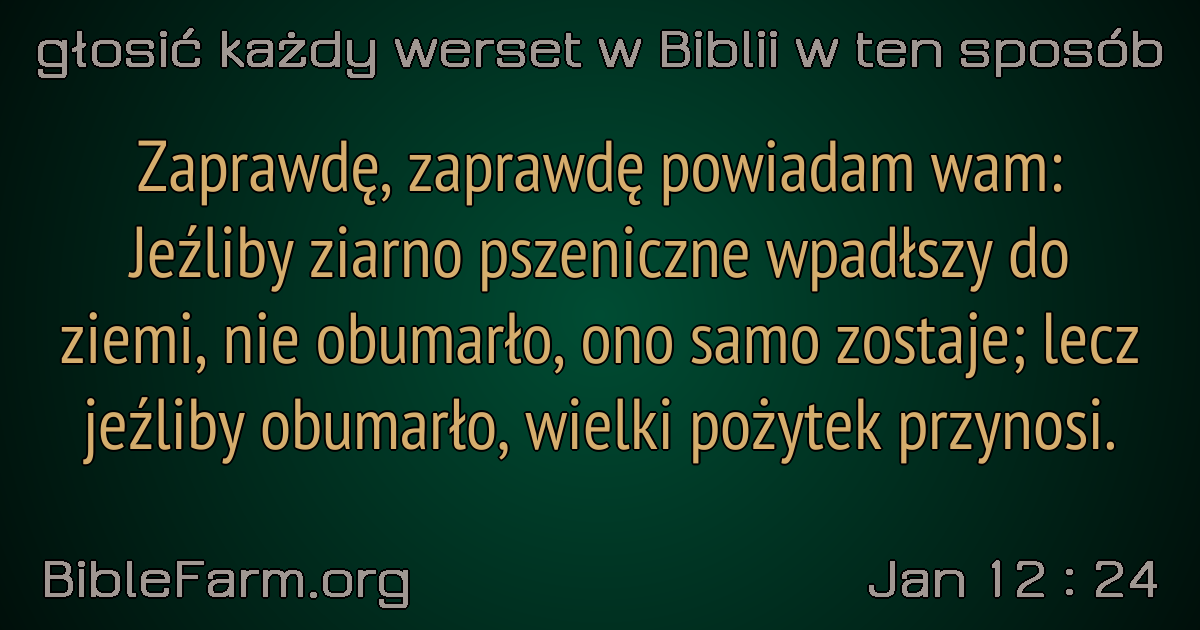 głosić każdy werset w Biblii w ten sposób
Zaprawdę, zaprawdę powiadam wam:
Jeźliby ziarno pszeniczne wpadłszy do
ziemi, nie obumarło, ono samo zostaje; lecz
jeźliby obumarło, wielki pożytek przynosi.
BibleFarm.org
Jan 12 : 24